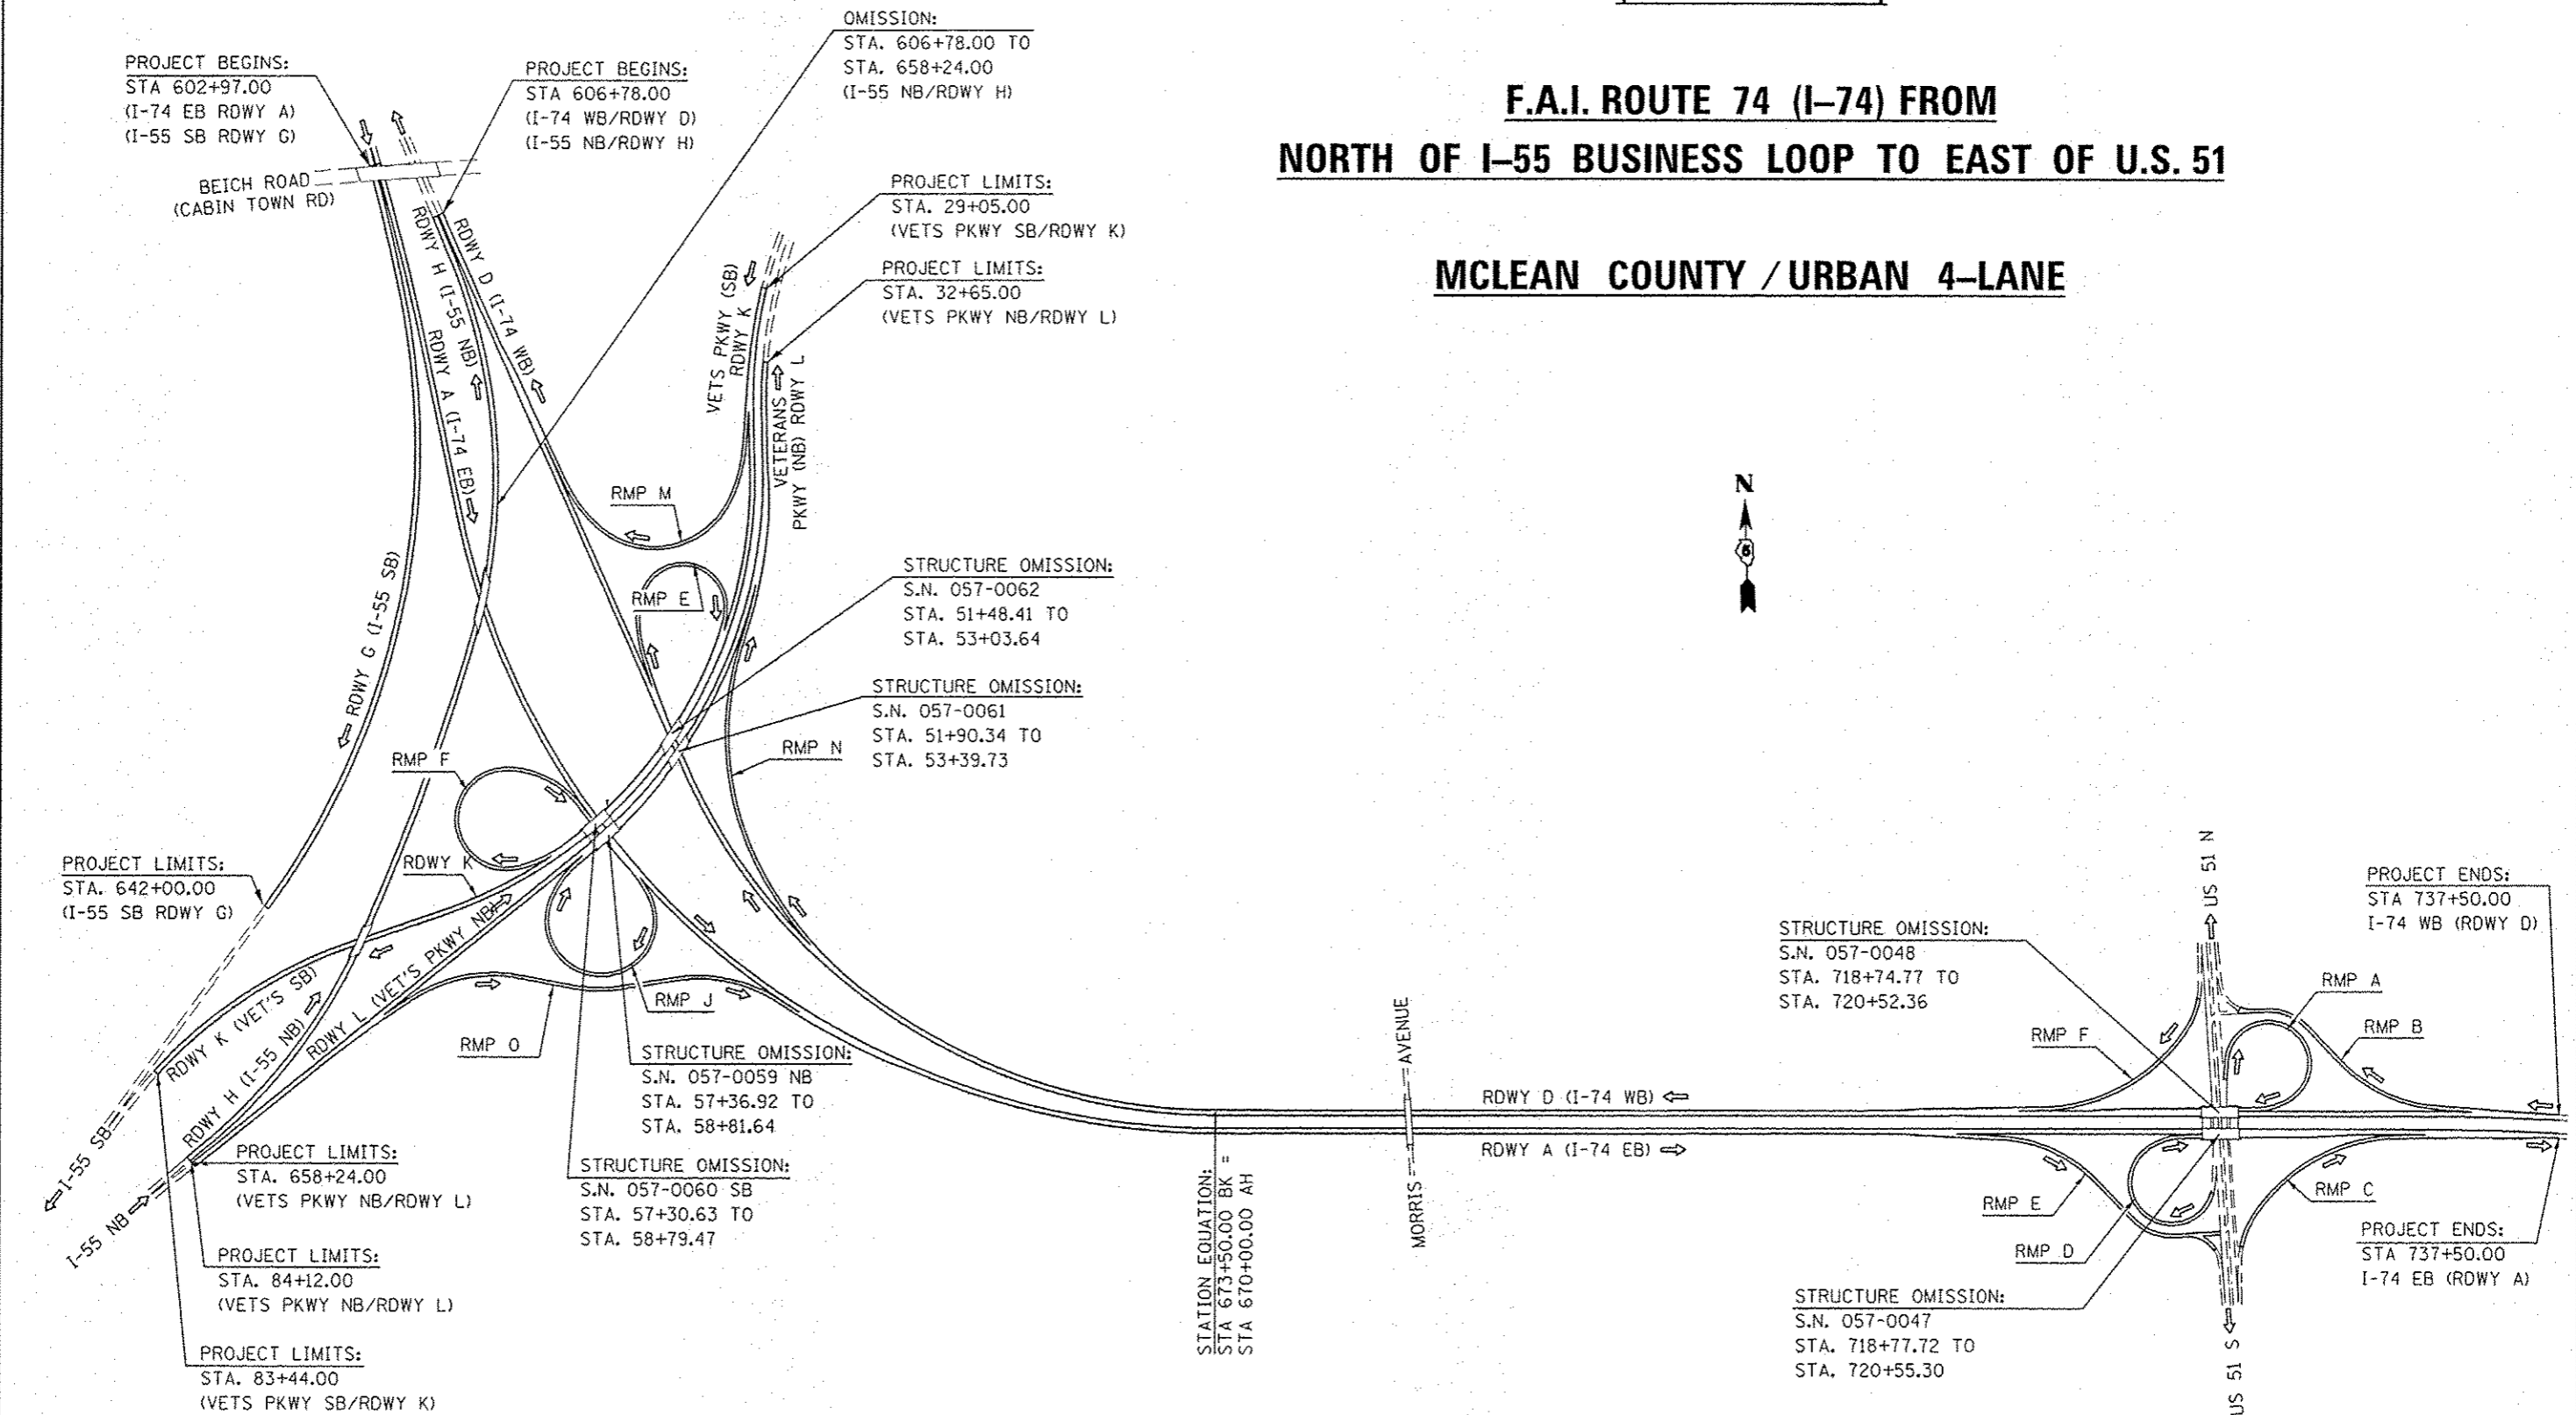 F.A.I. ROUTE 74 (I-74) FROM
NORTH OF I-55 BUSINESS LOOP TO EAST OF U.S. 51
MCLEAN COUNTY / URBAN 4-LANE
PROJECT BEGINS:
STA 602+97.00
(I-74 EB RDWY A)
(I-55 SB RDWY G)
PROJECT BEGINS:
STA 606+78.00
(I-74 WB/RDWY D)
(I-55 NB/RDWY H)
OMISSION:
STA. 606+78.00 TO
STA. 658+24.00
(I-55 NB/RDWY H)
BEICH ROAD
(CABIN TOWN RD)
PROJECT LIMITS:
STA. 29+05.00
(VETS PKWY SB/RDWY K)
PROJECT LIMITS:
STA. 32+65.00
(VETS PKWY NB/RDWY L)
RDWY H (I-55 NB)
RDWY D (I-74 WB)
RDWY A (I-74 EB)
VETS PKWY (SB)
RDWY K
VETERANS
PKWY (NB) RDWY L
RMP M
RMP E
N
RDWY G (I-55 SB)
STRUCTURE OMISSION:
S.N. 057-0062
STA. 51+48.41 TO
STA. 53+03.64
STRUCTURE OMISSION:
S.N. 057-0061
STA. 51+90.34 TO
STA. 53+39.73
RMP N
RMP F
RDWY K
PROJECT LIMITS:
STA. 642+00.00
(I-55 SB RDWY G)
RDWY K (VET'S SB)
RDWY H (I-55 NB)
RDWY L (VET'S PKWY NB)
RMP O
RMP J
STRUCTURE OMISSION:
S.N. 057-0059 NB
STA. 57+36.92 TO
STA. 58+81.64
STRUCTURE OMISSION:
S.N. 057-0060 SB
STA. 57+30.63 TO
STA. 58+79.47
I-55 SB
I-55 NB
PROJECT LIMITS:
STA. 658+24.00
(VETS PKWY NB/RDWY L)
PROJECT LIMITS:
STA. 84+12.00
(VETS PKWY NB/RDWY L)
PROJECT LIMITS:
STA. 83+44.00
(VETS PKWY SB/RDWY K)
STATION EQUATION:
STA 673+50.00 BK =
STA 670+00.00 AH
MORRIS AVENUE
RDWY D (I-74 WB)
RDWY A (I-74 EB)
STRUCTURE OMISSION:
S.N. 057-0048
STA. 718+74.77 TO
STA. 720+52.36
US 51 N
PROJECT ENDS:
STA 737+50.00
I-74 WB (RDWY D)
RMP A
RMP B
RMP F
RMP E
RMP D
RMP C
STRUCTURE OMISSION:
S.N. 057-0047
STA. 718+77.72 TO
STA. 720+55.30
PROJECT ENDS:
STA 737+50.00
I-74 EB (RDWY A)
US 51 S